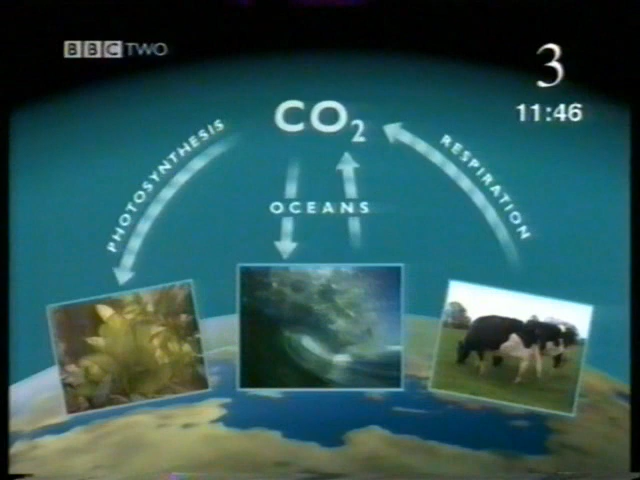 BBC TWO
3
11:46
CO₂
PHOTOSYNTHESIS
RESPIRATION
OCEANS